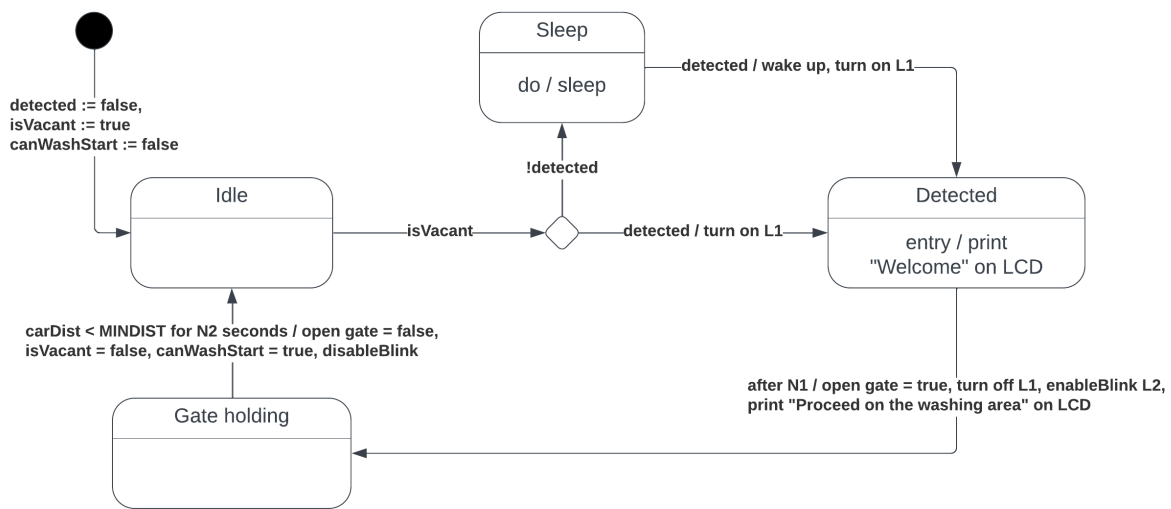 Sleep
do / sleep
detected / wake up, turn on L1
detected := false,
isVacant := true
canWashStart := false
!detected
Idle
isVacant
detected / turn on L1
Detected
entry / print
"Welcome" on LCD
carDist < MINDIST for N2 seconds / open gate = false,
isVacant = false, canWashStart = true, disableBlink
after N1 / open gate = true, turn off L1, enableBlink L2,
print "Proceed on the washing area" on LCD
Gate holding